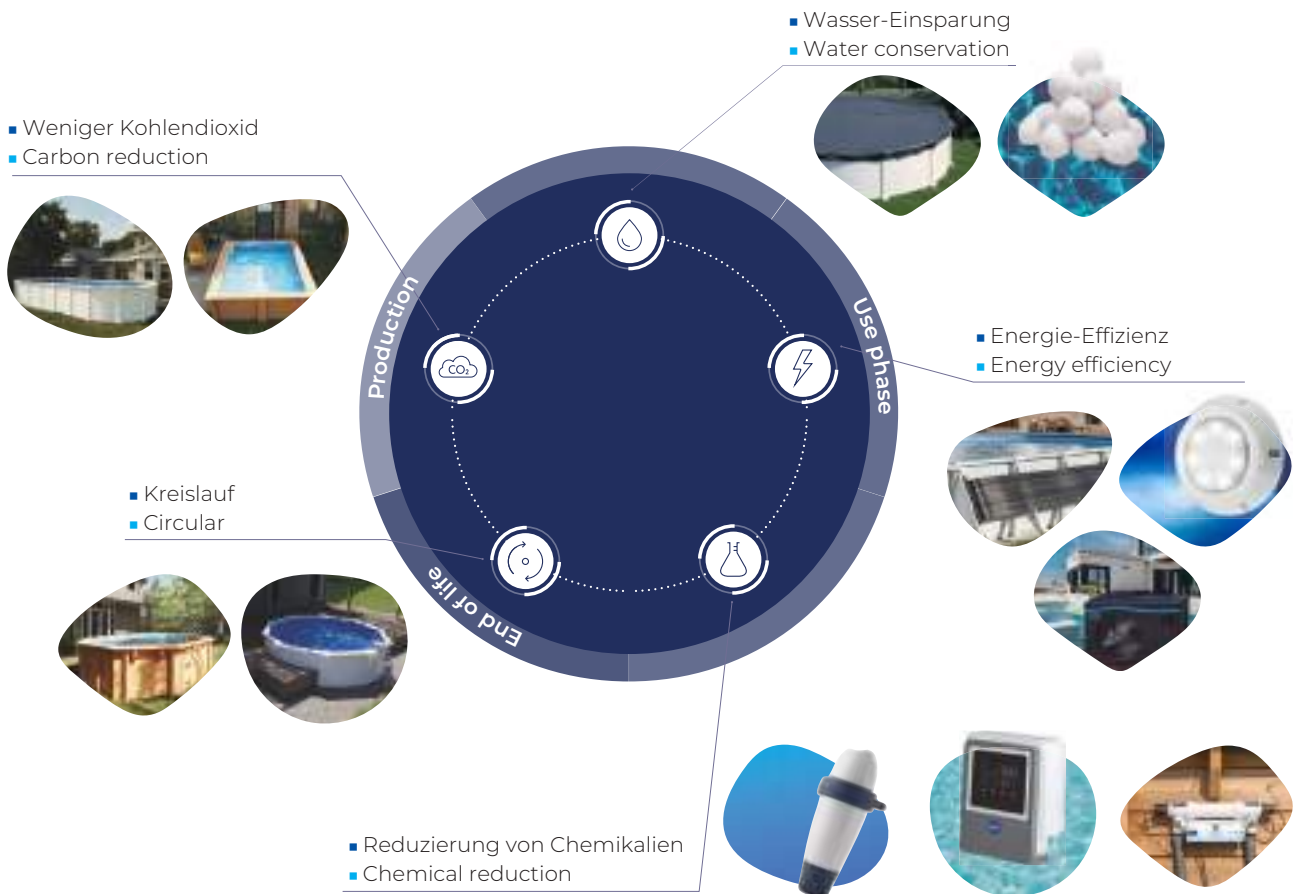 Wasser-Einsparung
Water conservation
Weniger Kohlendioxid
Carbon reduction
Production
Use phase
CO₂
Energie-Effizienz
Energy efficiency
Kreislauf
Circular
End of life
Reduzierung von Chemikalien
Chemical reduction